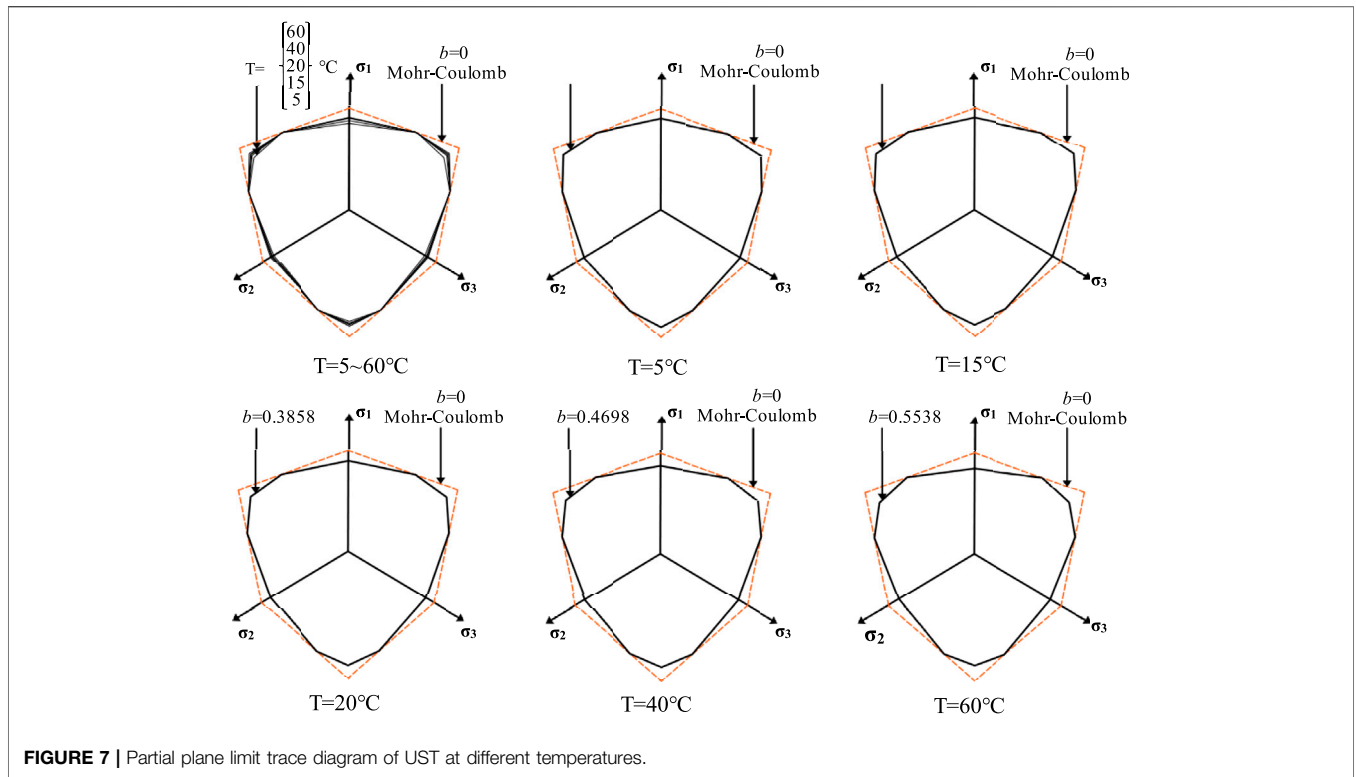 T= [60 40 20 15 5] °C
b=0
Mohr-Coulomb
σ1
σ2
σ3
T=5~60°C
b=0
Mohr-Coulomb
σ1
σ2
σ3
T=5°C
b=0
Mohr-Coulomb
σ1
σ2
σ3
T=15°C
b=0.3858
b=0
Mohr-Coulomb
σ1
σ2
σ3
T=20°C
b=0.4698
b=0
Mohr-Coulomb
σ1
σ2
σ3
T=40°C
b=0.5538
b=0
Mohr-Coulomb
σ1
σ2
σ3
T=60°C
FIGURE 7 | Partial plane limit trace diagram of UST at different temperatures.